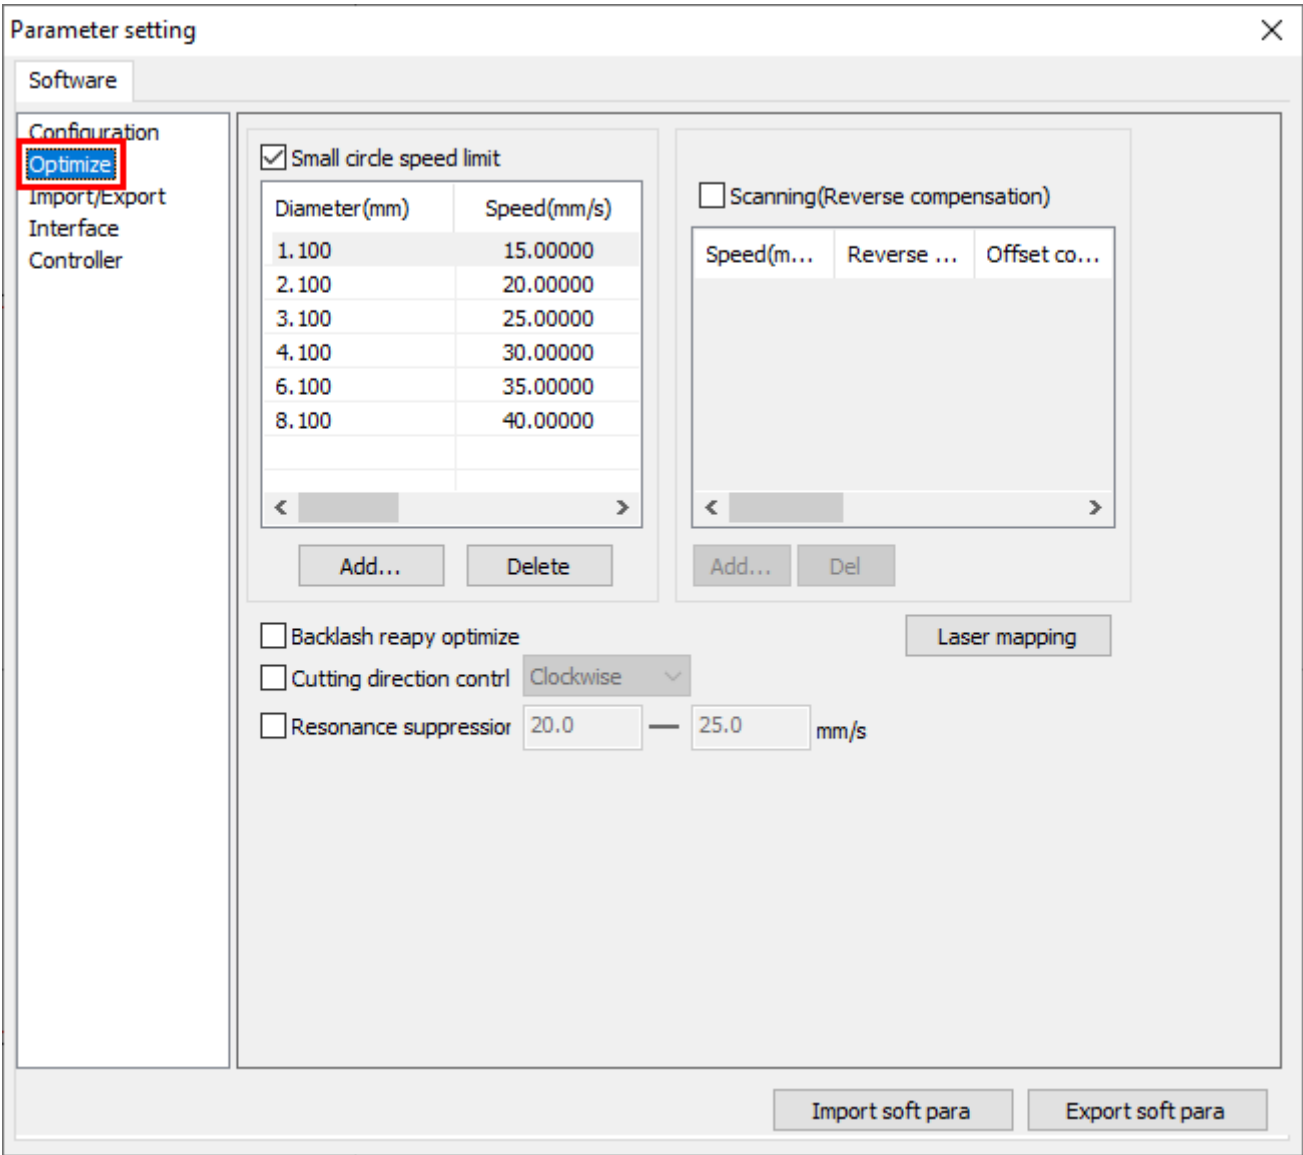 Parameter setting
Software
Configuration
Optimize
Import/Export
Interface
Controller
Small circle speed limit
Diameter(mm) Speed(mm/s)
1.100 15.00000
2.100 20.00000
3.100 25.00000
4.100 30.00000
6.100 35.00000
8.100 40.00000
Add... Delete
Scanning(Reverse compensation)
Speed(m... Reverse ... Offset co...
Add... Del
Backlash reapy optimize
Laser mapping
Cutting direction contrl Clockwise
Resonance suppression 20.0 — 25.0 mm/s
Import soft para Export soft para